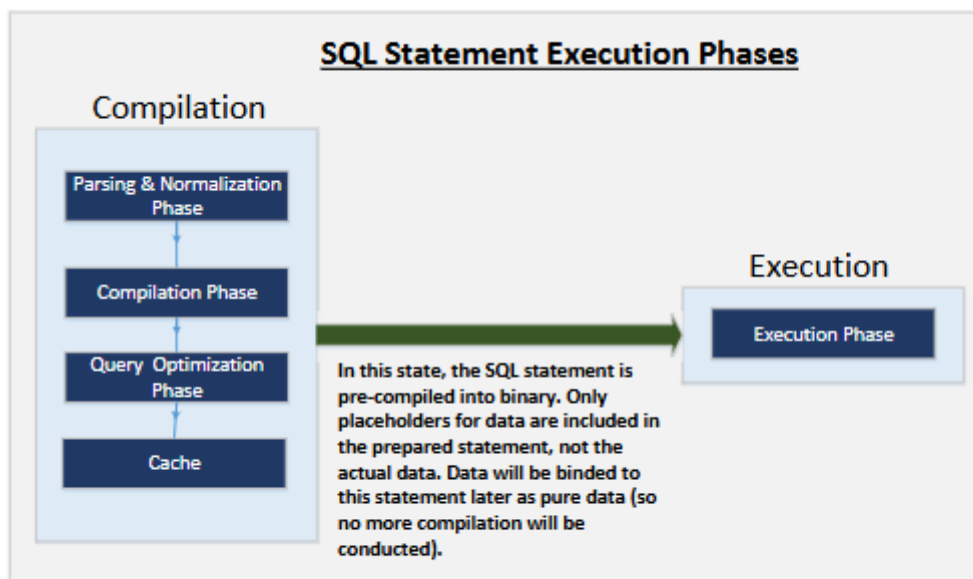 SQL Statement Execution Phases
Compilation
Parsing & Normalization
Phase
Compilation Phase
Query Optimization
Phase
Cache
In this state, the SQL statement is
pre-compiled into binary. Only
placeholders for data are included in
the prepared statement, not the
actual data. Data will be binded to
this statement later as pure data (so
no more compilation will be
conducted).
Execution
Execution Phase